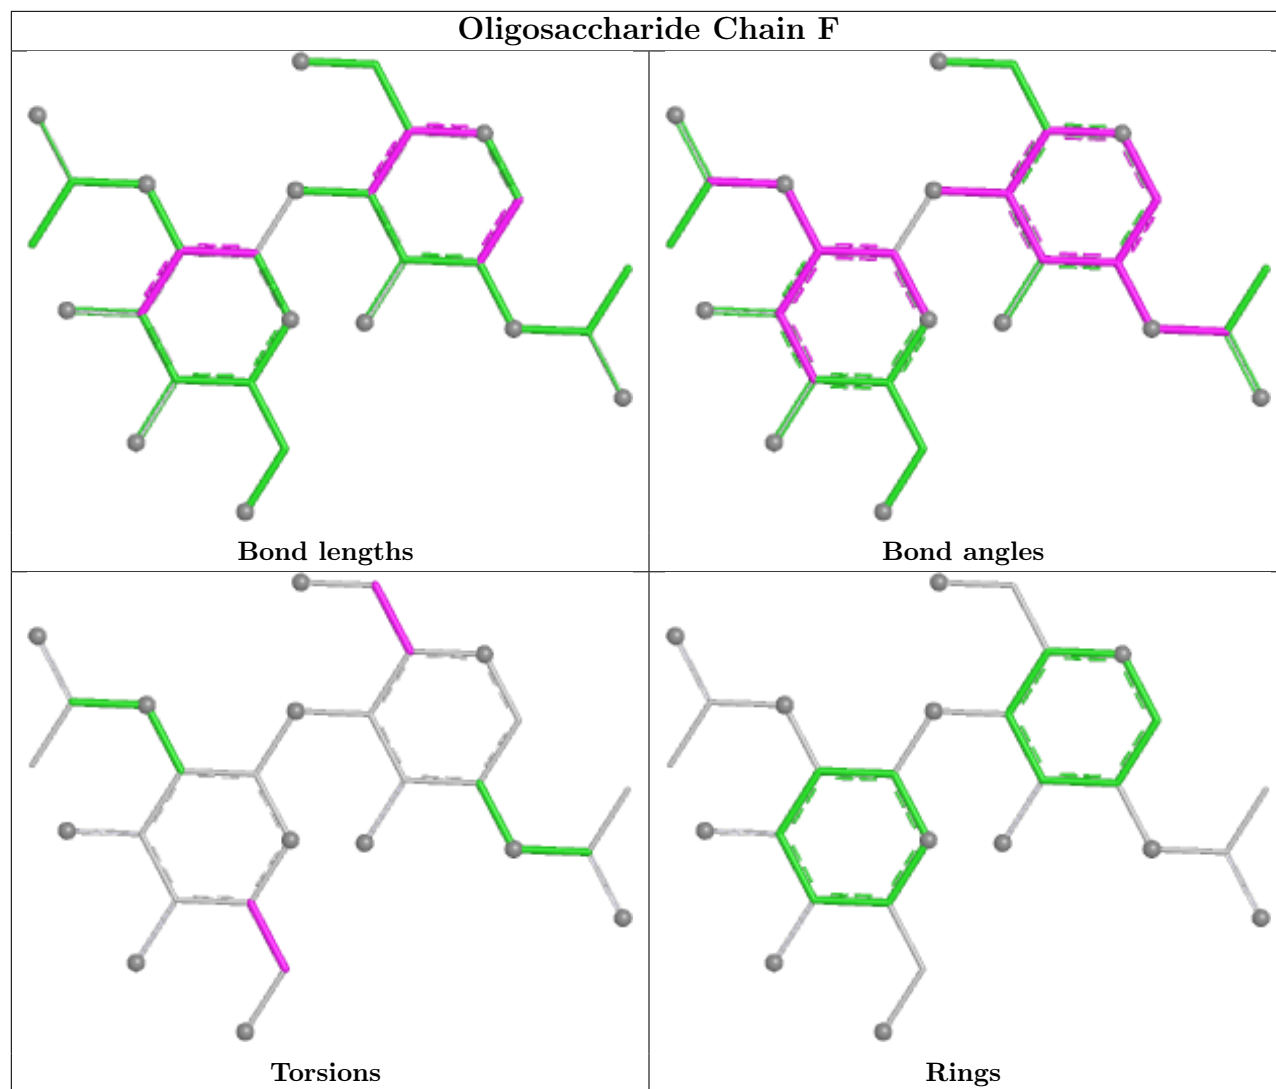 Oligosaccharide Chain F
Bond lengths
Bond angles
Torsions
Rings